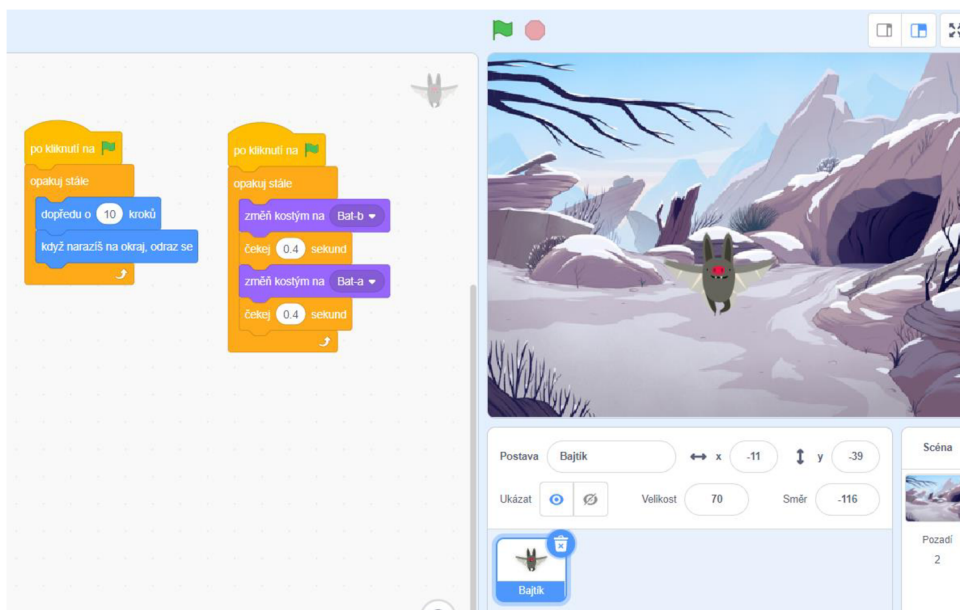 po kliknutí na
opakuj stále
dopředu o 10 kroků
když narazíš na okraj, odraz se
po kliknutí na
opakuj stále
změň kostým na Bat-b
čekej 0.4 sekund
změň kostým na Bat-a
čekej 0.4 sekund
Postava Bajtík x -11 y -39
Ukázat Velikost 70 Směr -116
Bajtík
Scéna
Pozadí
2